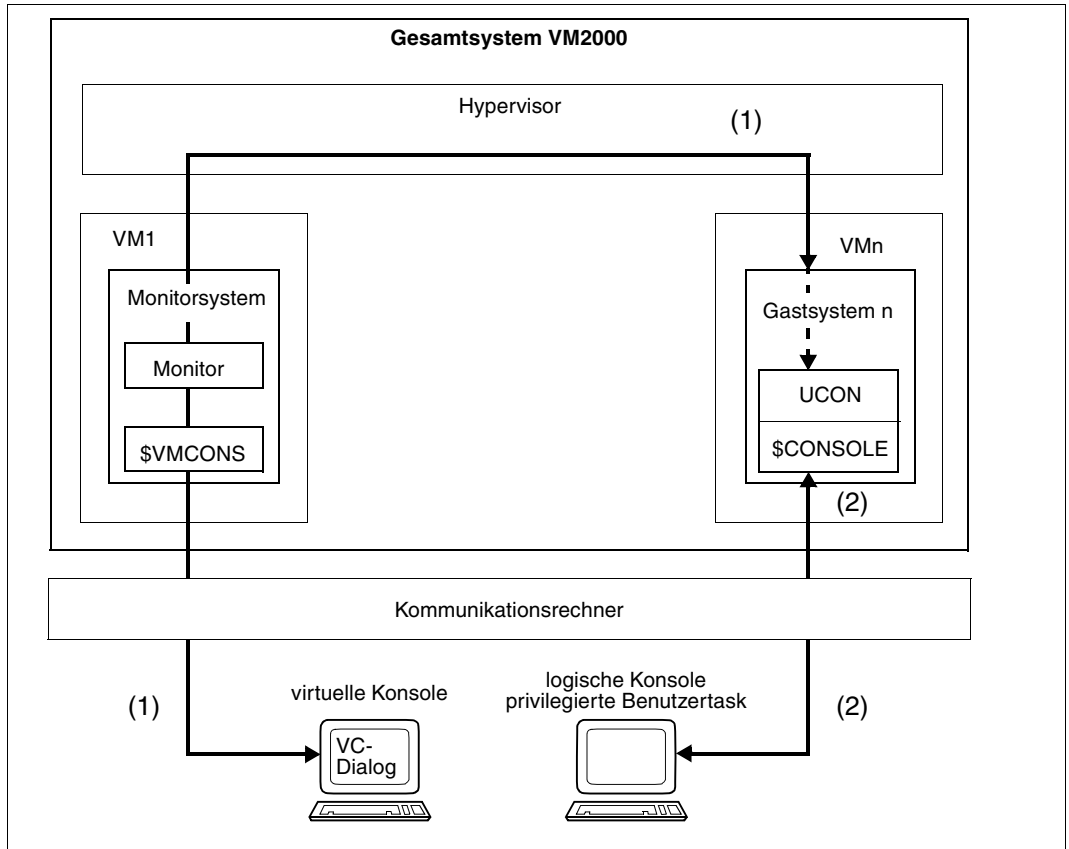 Gesamtsystem VM2000
Hypervisor
(1)
VM1
VMn
Monitorsystem
Gastsystem n
Monitor
UCON
$VMCONS
$CONSOLE
(2)
Kommunikationsrechner
(1)
virtuelle Konsole
logische Konsole
privilegierte Benutzertask
(2)
VC-
Dialog